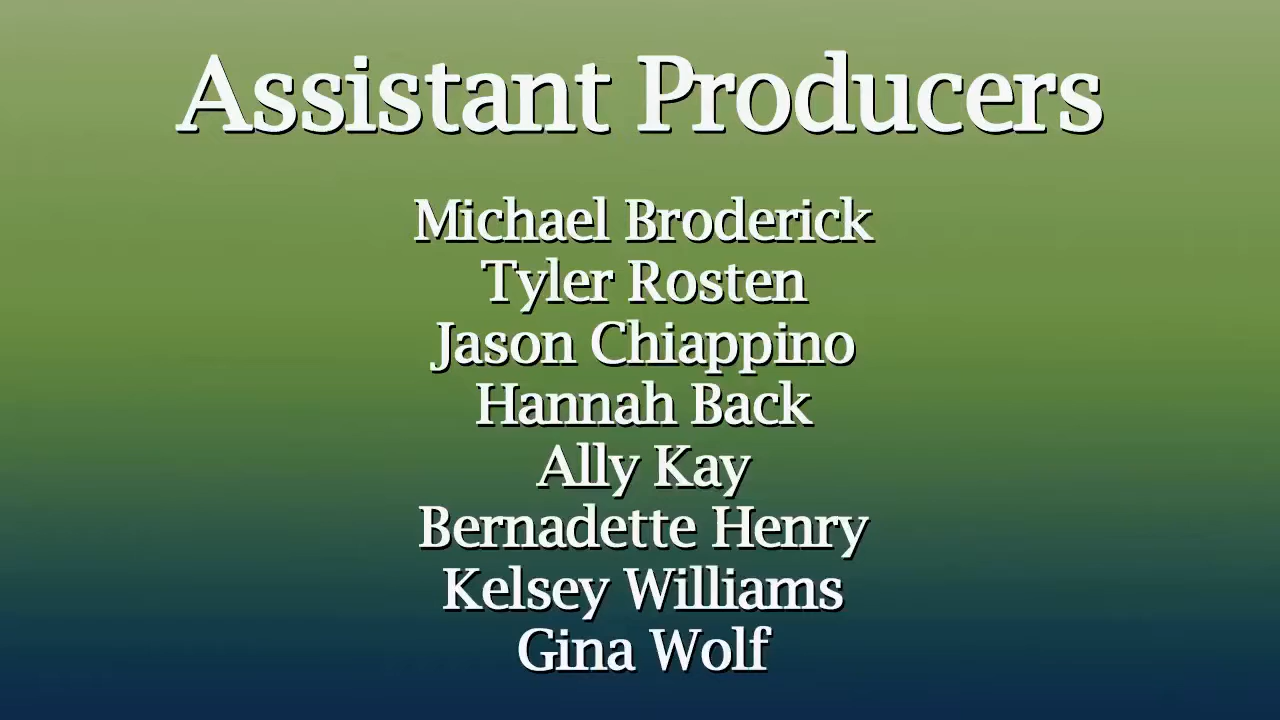 Assistant Producers
Michael Broderick
Tyler Rosten
Jason Chiappino
Hannah Back
Ally Kay
Bernadette Henry
Kelsey Williams
Gina Wolf